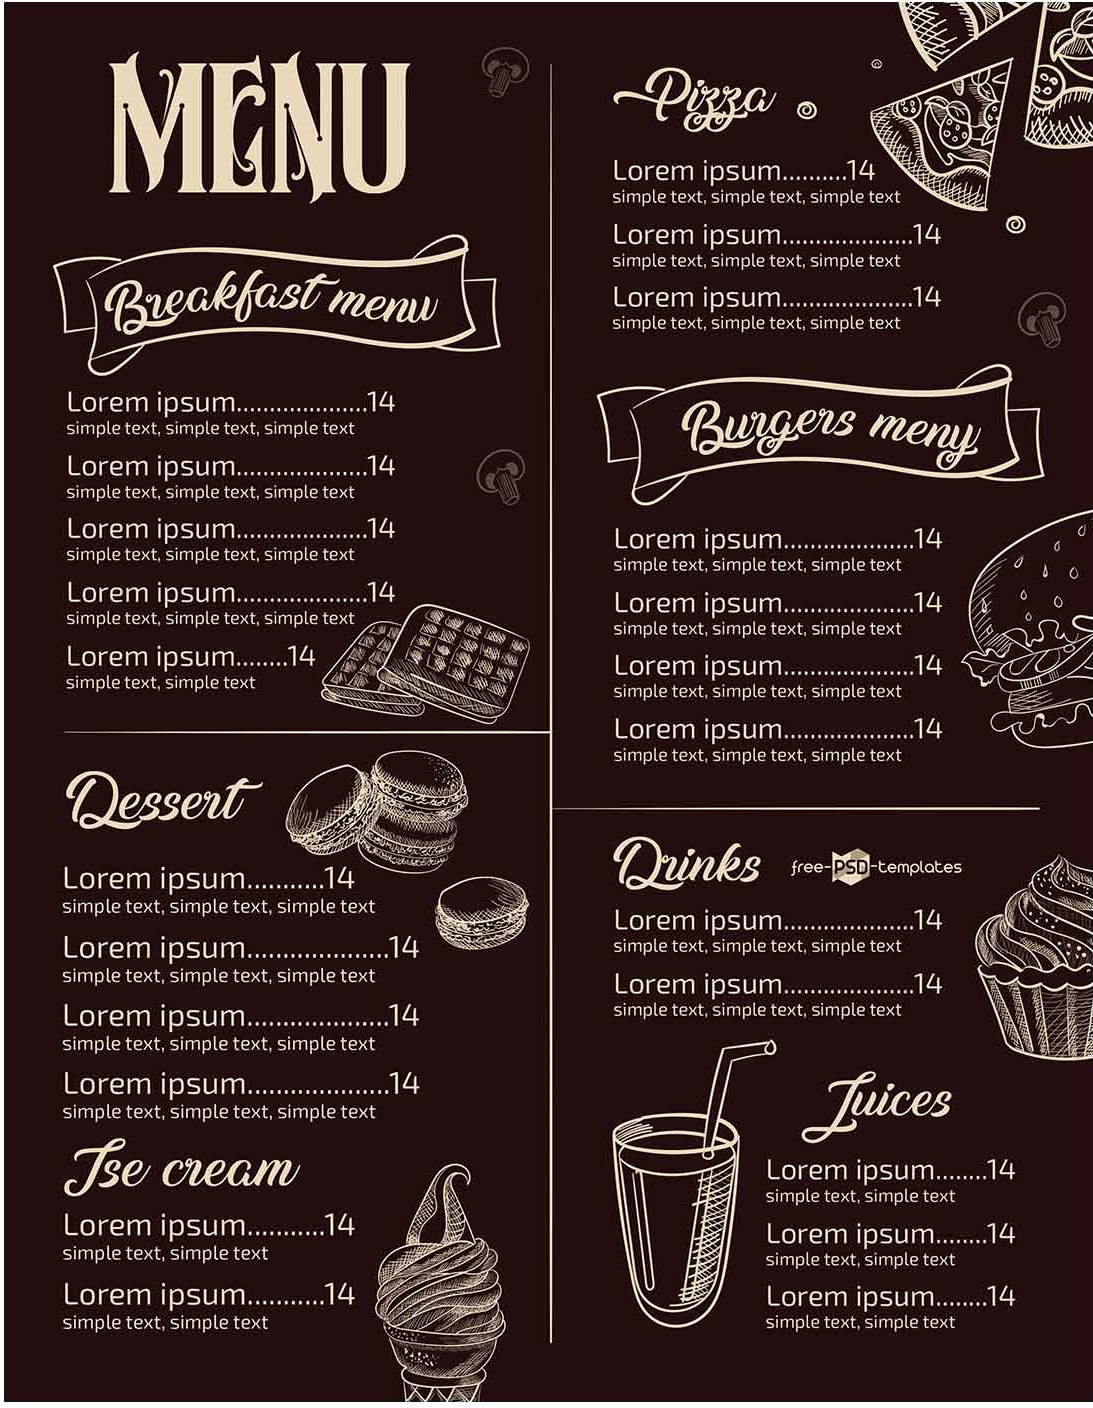 MENU
Breakfast menu
Lorem ipsum....................14
simple text, simple text, simple text
Lorem ipsum....................14
simple text, simple text, simple text
Lorem ipsum....................14
simple text, simple text, simple text
Lorem ipsum....................14
simple text, simple text, simple text
Lorem ipsum........14
simple text, simple text
Dessert
Lorem ipsum............14
simple text, simple text, simple text
Lorem ipsum.....................14
simple text, simple text, simple text
Lorem ipsum.....................14
simple text, simple text, simple text
Lorem ipsum.....................14
simple text, simple text, simple text
Ise cream
Lorem ipsum............14
simple text, simple text
Lorem ipsum............14
simple text, simple text
Pizza
Lorem ipsum..........14
simple text, simple text, simple text
Lorem ipsum....................14
simple text, simple text, simple text
Lorem ipsum....................14
simple text, simple text, simple text
Burgers meny
Lorem ipsum....................14
simple text, simple text, simple text
Lorem ipsum....................14
simple text, simple text, simple text
Lorem ipsum....................14
simple text, simple text, simple text
Lorem ipsum....................14
simple text, simple text, simple text
Drinks
free-PSD-templates
Lorem ipsum....................14
simple text, simple text, simple text
Lorem ipsum....................14
simple text, simple text, simple text
Juices
Lorem ipsum........14
simple text, simple text
Lorem ipsum........14
simple text, simple text
Lorem ipsum........14
simple text, simple text